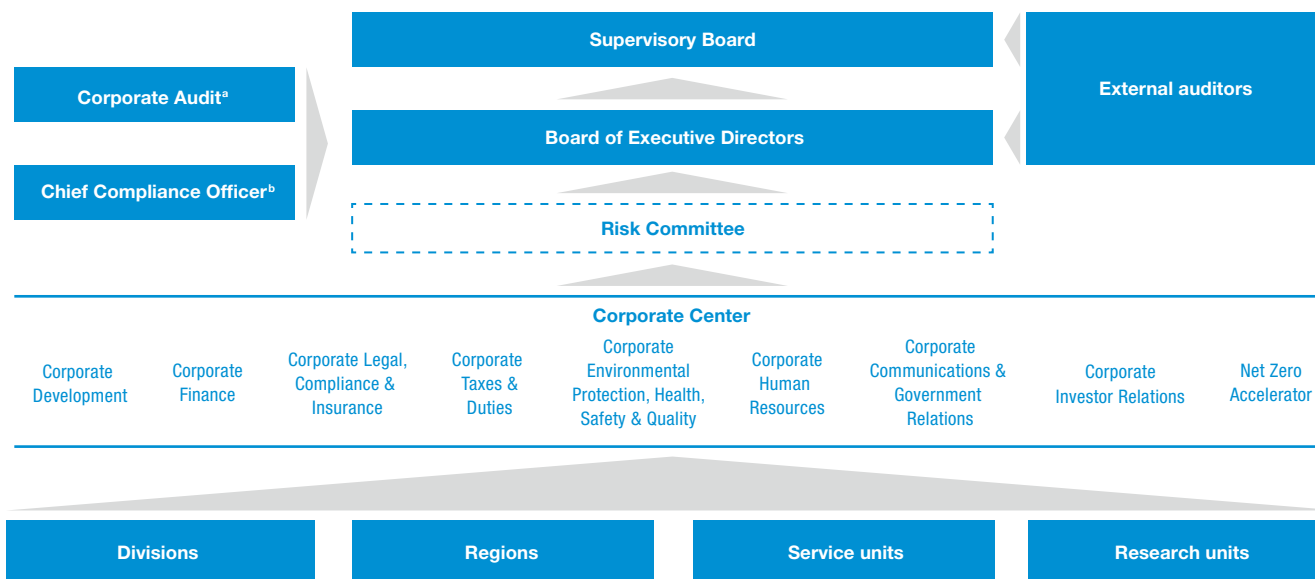 Supervisory Board
Corporate Auditᵃ
External auditors
Board of Executive Directors
Chief Compliance Officerᵇ
Risk Committee
Corporate Center
Corporate
Development
Corporate
Finance
Corporate Legal,
Compliance &
Insurance
Corporate
Taxes &
Duties
Corporate
Environmental
Protection, Health,
Safety & Quality
Corporate
Human
Resources
Corporate
Communications &
Government
Relations
Corporate
Investor Relations
Net Zero
Accelerator
Divisions
Regions
Service units
Research units